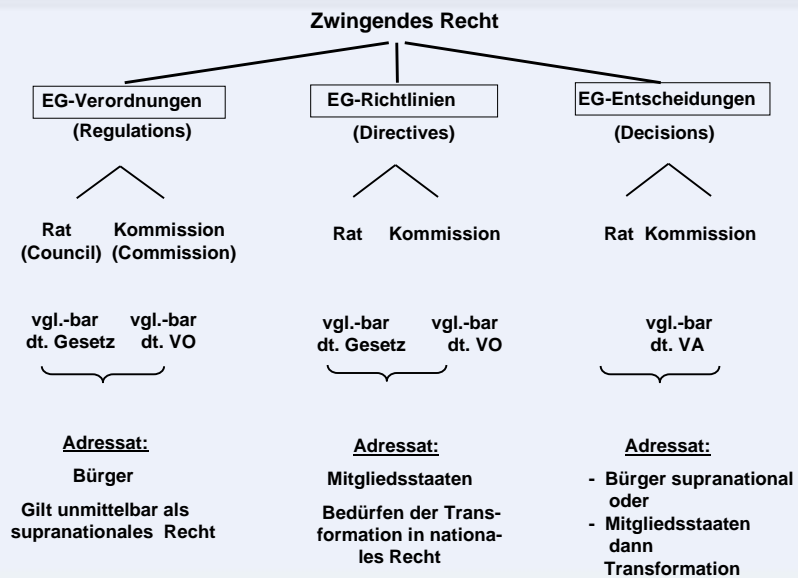 Zwingendes Recht
EG-Verordnungen
(Regulations)
Rat Kommission
(Council) (Commission)
vgl.-bar vgl.-bar
dt. Gesetz dt. VO
Adressat:
Bürger
Gilt unmittelbar als
supranationales Recht
EG-Richtlinien
(Directives)
Rat Kommission
vgl.-bar vgl.-bar
dt. Gesetz dt. VO
Adressat:
Mitgliedsstaaten
Bedürfen der Trans-
formation in nationa-
les Recht
EG-Entscheidungen
(Decisions)
Rat Kommission
vgl.-bar
dt. VA
Adressat:
- Bürger supranational
oder
- Mitgliedsstaaten
dann
Transformation